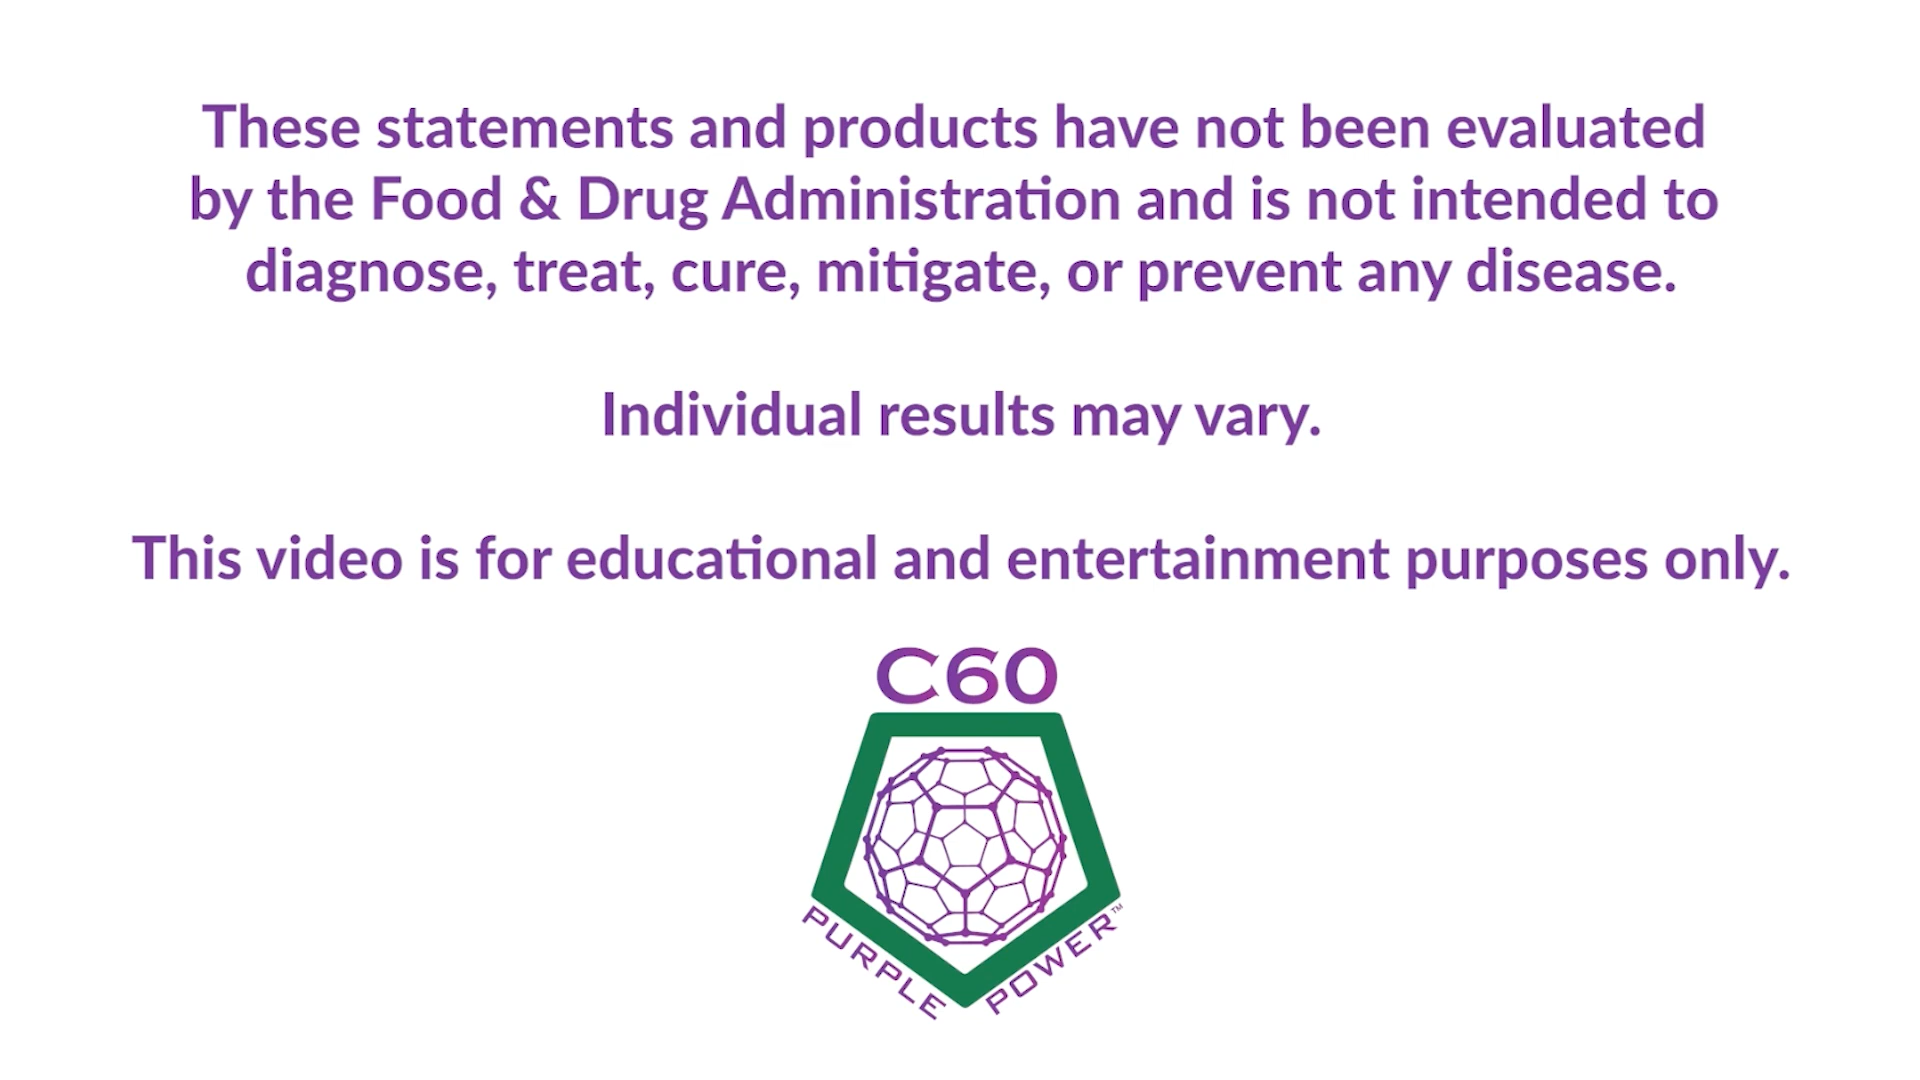 These statements and products have not been evaluated
by the Food & Drug Administration and is not intended to
diagnose, treat, cure, mitigate, or prevent any disease.
Individual results may vary.
This video is for educational and entertainment purposes only.
C60
PURPLE POWER™